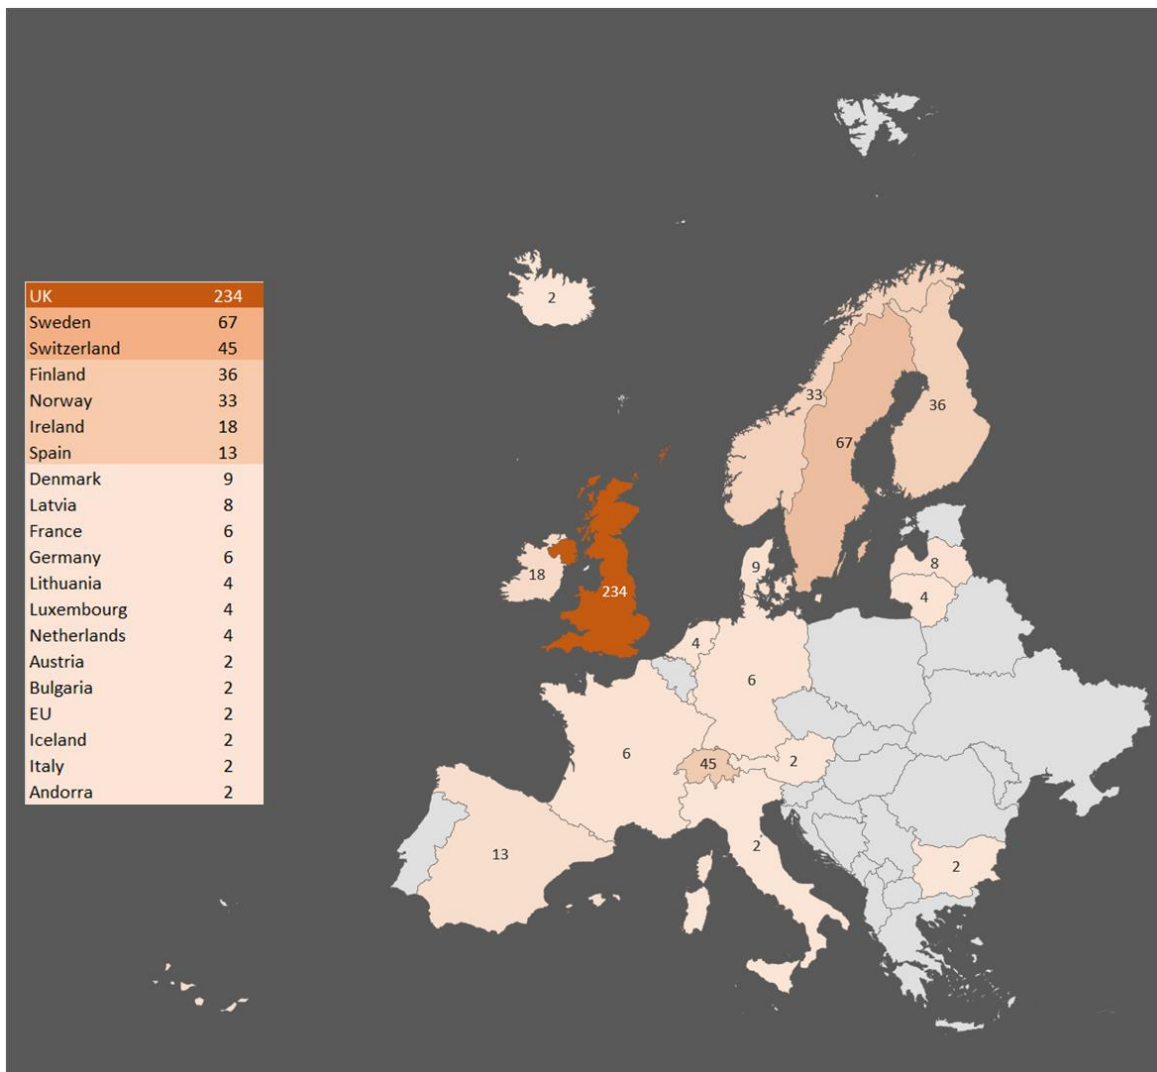 UK 234
Sweden 67
Switzerland 45
Finland 36
Norway 33
Ireland 18
Spain 13
Denmark 9
Latvia 8
France 6
Germany 6
Lithuania 4
Luxembourg 4
Netherlands 4
Austria 2
Bulgaria 2
EU 2
Iceland 2
Italy 2
Andorra 2
2
33
36
67
9
8
18
234
4
4
6
6
45
2
2
13
2